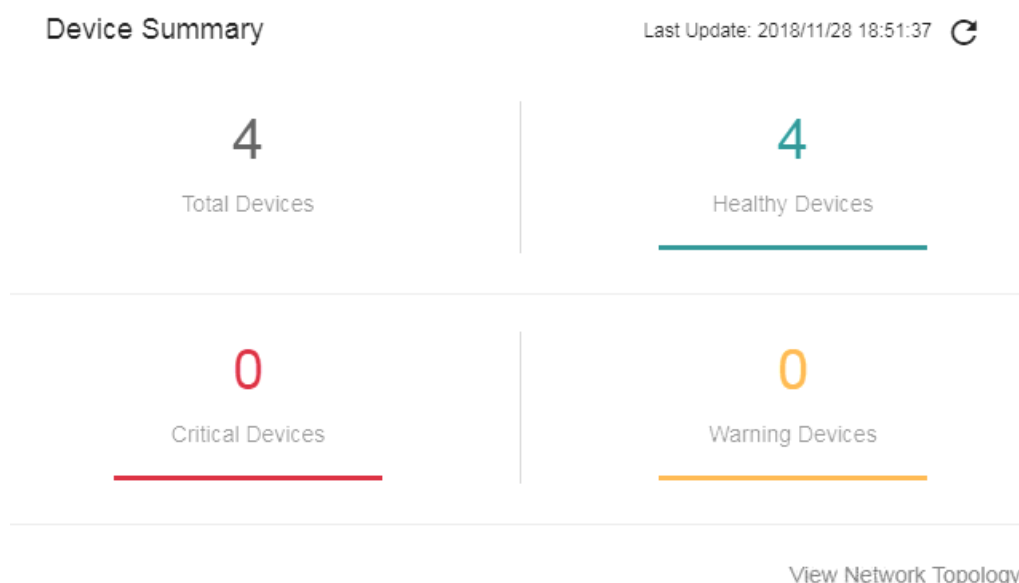 Device Summary
Last Update: 2018/11/28 18:51:37
4
Total Devices
4
Healthy Devices
0
Critical Devices
0
Warning Devices
View Network Topology